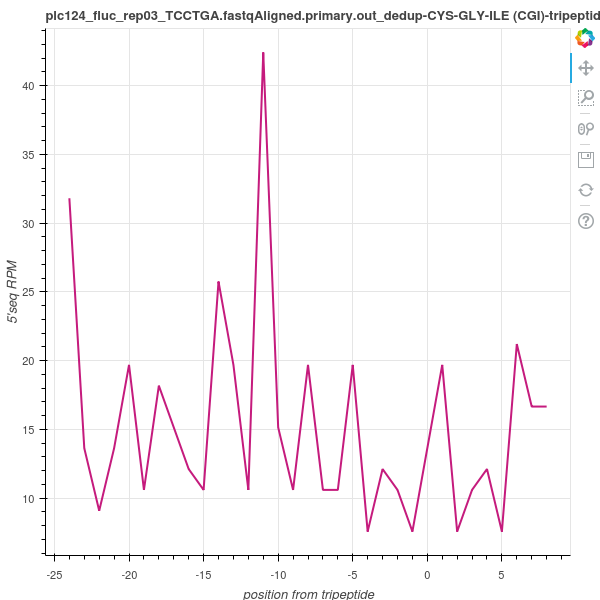 plc124_fluc_rep03_TCCTGA.fastqAligned.primary.out_dedup-CYS-GLY-ILE (CGI)-tripeptid
5'seq RPM
40
35
30
25
20
15
10
-25 -20 -15 -10 -5 0 5
position from tripeptide